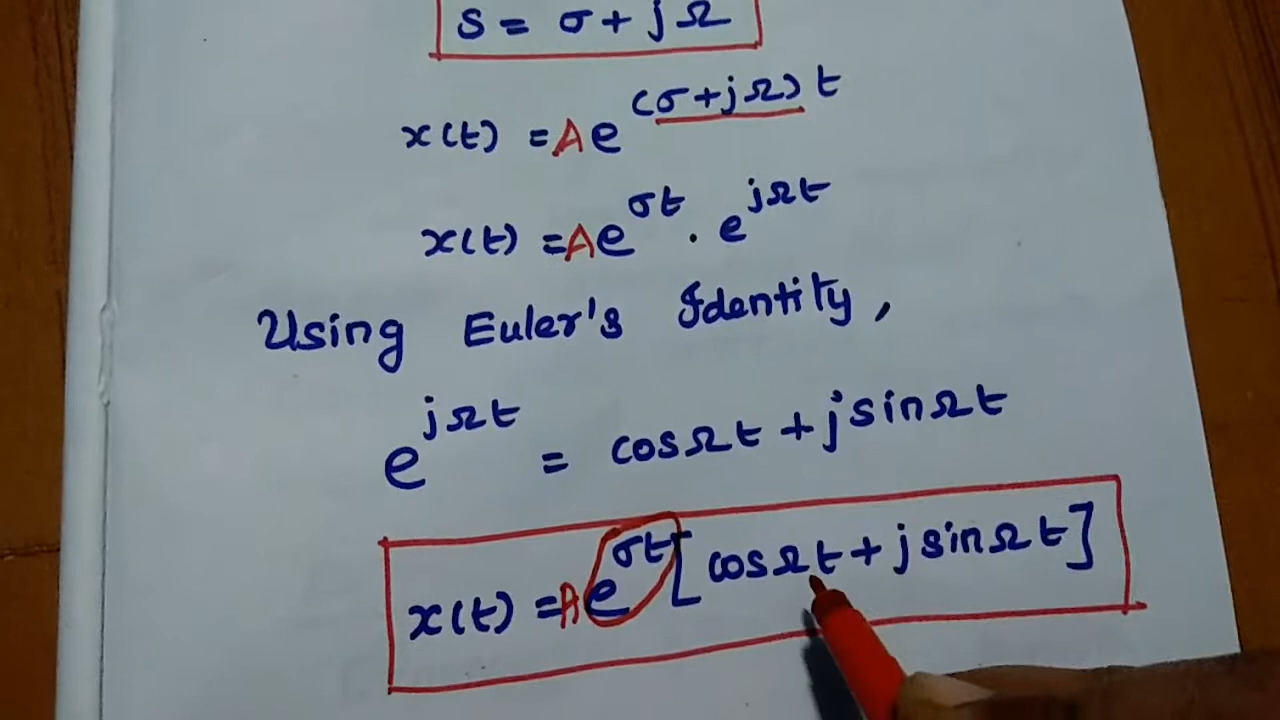 S = σ + jΩ
x(t) = Ae^{(σ+jΩ)t}
x(t) = Ae^{σt} . e^{jΩt}
Using Euler's Identity,
e^{jΩt} = cosΩt + jsinΩt
x(t) = Ae^{σt} [cosΩt + jsinΩt]